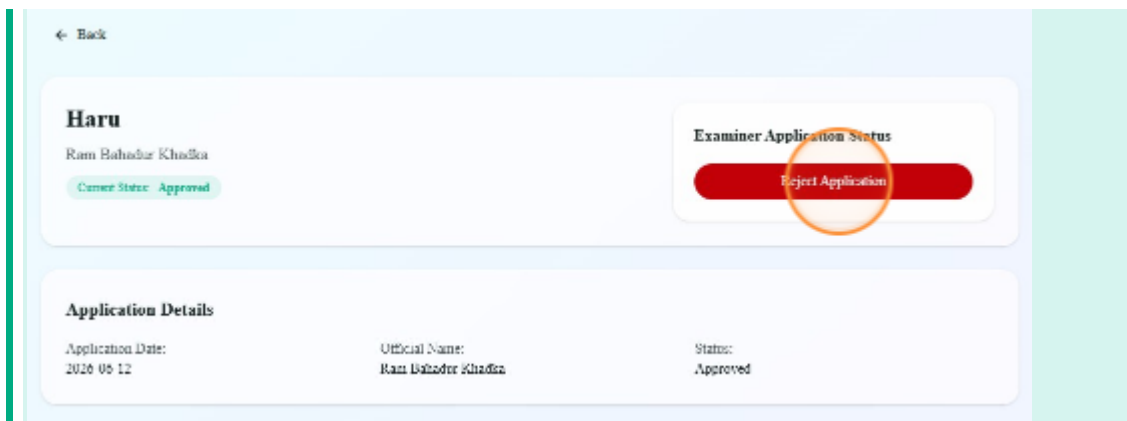 ← Back
Haru
Ram Bahadur Khadka
Current Status: Approved
Examiner Application Status
Reject Application
Application Details
Application Date:
2026-06-12
Official Name:
Ram Bahadur Khadka
Status:
Approved